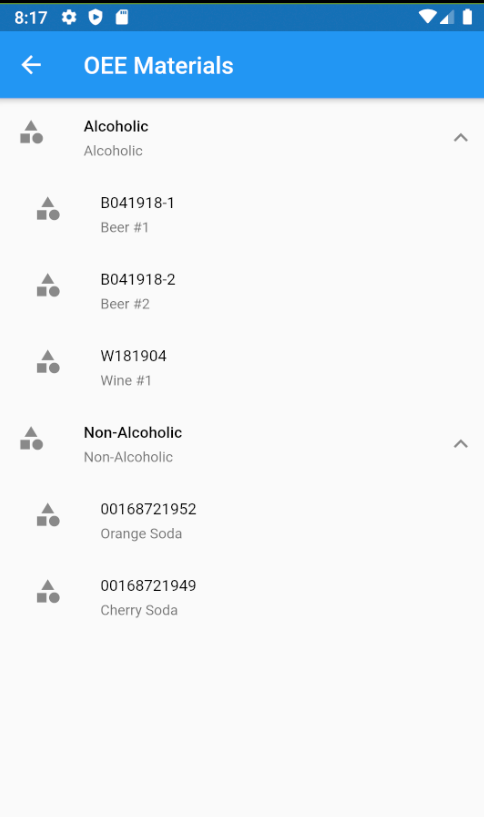 8:17
OEE Materials
Alcoholic
Alcoholic
B041918-1
Beer #1
B041918-2
Beer #2
W181904
Wine #1
Non-Alcoholic
Non-Alcoholic
00168721952
Orange Soda
00168721949
Cherry Soda